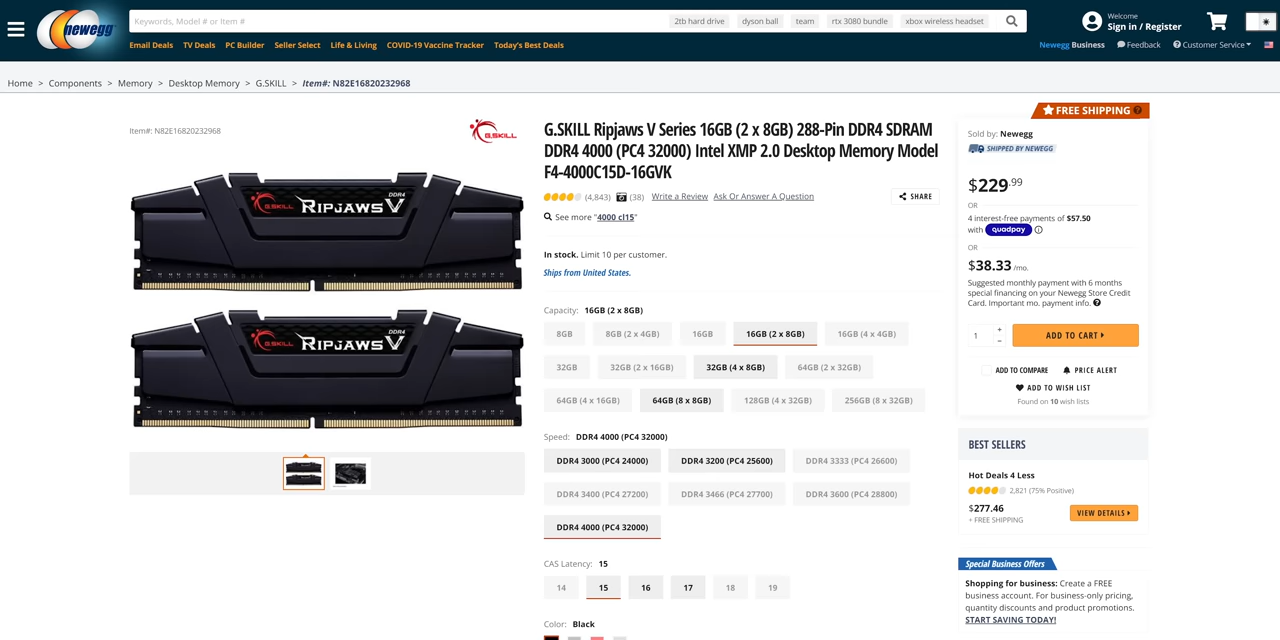 newegg
Keywords, Model # or Item #
2tb hard drive
dyson ball
team
rtx 3080 bundle
xbox wireless headset
Welcome
Sign in / Register
Email Deals
TV Deals
PC Builder
Seller Select
Life & Living
COVID-19 Vaccine Tracker
Today's Best Deals
Newegg Business
Feedback
Customer Service
Home > Components > Memory > Desktop Memory > G.SKILL > Item#: N82E16820232968
Item#: N82E16820232968
G.SKILL
DDR4
G.SKILL RIPJAWS V
DDR4
G.SKILL RIPJAWS V
G.SKILL Ripjaws V Series 16GB (2 x 8GB) 288-Pin DDR4 SDRAM
DDR4 4000 (PC4 32000) Intel XMP 2.0 Desktop Memory Model
F4-4000C15D-16GVK
(4,843) (38) Write a Review Ask Or Answer A Question
SHARE
See more "4000 cl15"
In stock. Limit 10 per customer.
Ships from United States.
Capacity: 16GB (2 x 8GB)
8GB 8GB (2 x 4GB) 16GB 16GB (2 x 8GB) 16GB (4 x 4GB)
32GB 32GB (2 x 16GB) 32GB (4 x 8GB) 64GB (2 x 32GB)
64GB (4 x 16GB) 64GB (8 x 8GB) 128GB (4 x 32GB) 256GB (8 x 32GB)
Speed: DDR4 4000 (PC4 32000)
DDR4 3000 (PC4 24000) DDR4 3200 (PC4 25600) DDR4 3333 (PC4 26600)
DDR4 3400 (PC4 27200) DDR4 3466 (PC4 27700) DDR4 3600 (PC4 28800)
DDR4 4000 (PC4 32000)
CAS Latency: 15
14 15 16 17 18 19
Color: Black
FREE SHIPPING ?
Sold by: Newegg
SHIPPED BY NEWEGG
$229.99
OR
4 interest-free payments of $57.50
with quadpay
OR
$38.33 /mo.
Suggested monthly payment with 6 months
special financing on your Newegg Store Credit
Card. Important mo. payment info. ?
1 + −
ADD TO CART
ADD TO COMPARE
PRICE ALERT
ADD TO WISH LIST
Found on 10 wish lists
BEST SELLERS
Hot Deals 4 Less
2,821 (75% Positive)
$277.46
+ FREE SHIPPING
VIEW DETAILS
Special Business Offers
Shopping for business: Create a FREE
business account. For business-only pricing,
quantity discounts and product promotions.
START SAVING TODAY!